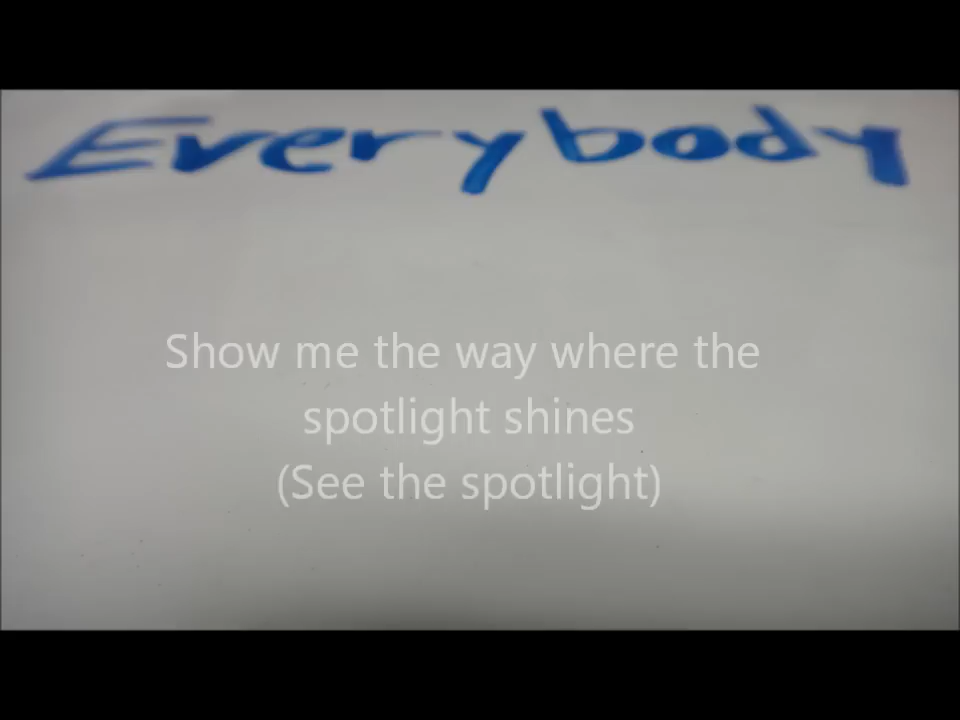 Everybody
Show me the way where the
spotlight shines
(See the spotlight)